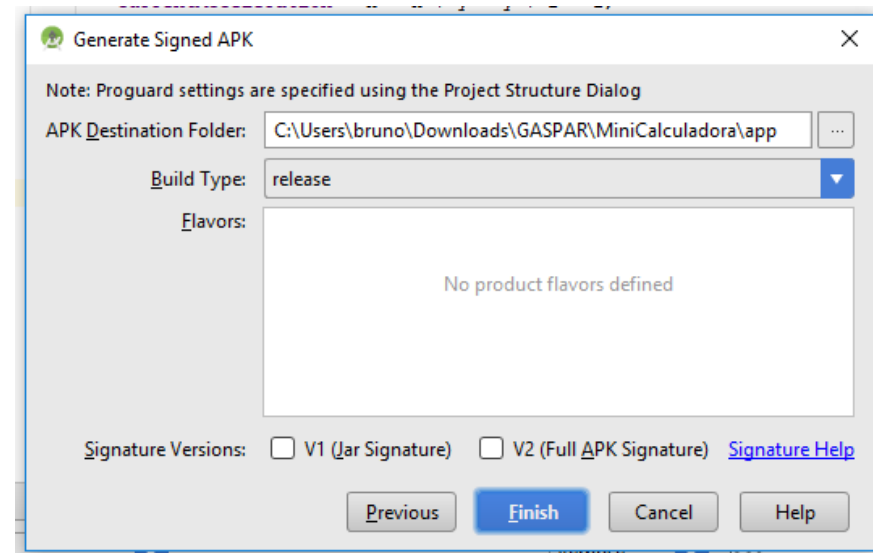 Generate Signed APK
Note: Proguard settings are specified using the Project Structure Dialog
APK Destination Folder: C:\Users\bruno\Downloads\GASPAR\MiniCalculadora\app ...
Build Type: release
Flavors:
No product flavors defined
Signature Versions: V1 (Jar Signature) V2 (Full APK Signature) Signature Help
Previous Finish Cancel Help